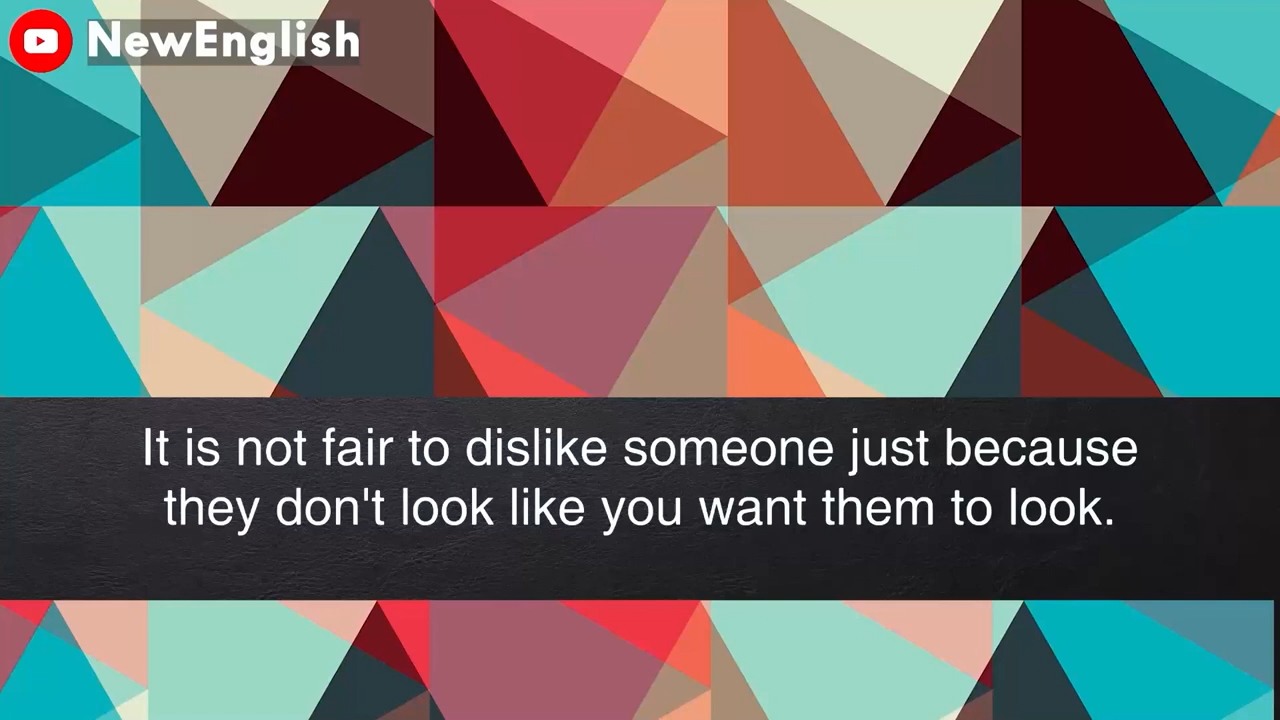 NewEnglish
It is not fair to dislike someone just because
they don't look like you want them to look.